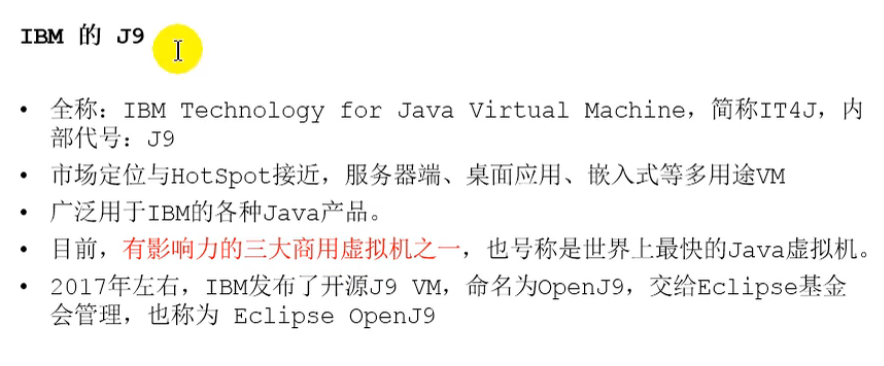 IBM 的 J9
• 全称：IBM Technology for Java Virtual Machine，简称IT4J，内
部代号：J9
• 市场定位与HotSpot接近，服务器端、桌面应用、嵌入式等多用途VM
• 广泛用于IBM的各种Java产品。
• 目前，有影响力的三大商用虚拟机之一，也号称是世界上最快的Java虚拟机。
• 2017年左右，IBM发布了开源J9 VM，命名为OpenJ9，交给Eclipse基金
会管理，也称为 Eclipse OpenJ9